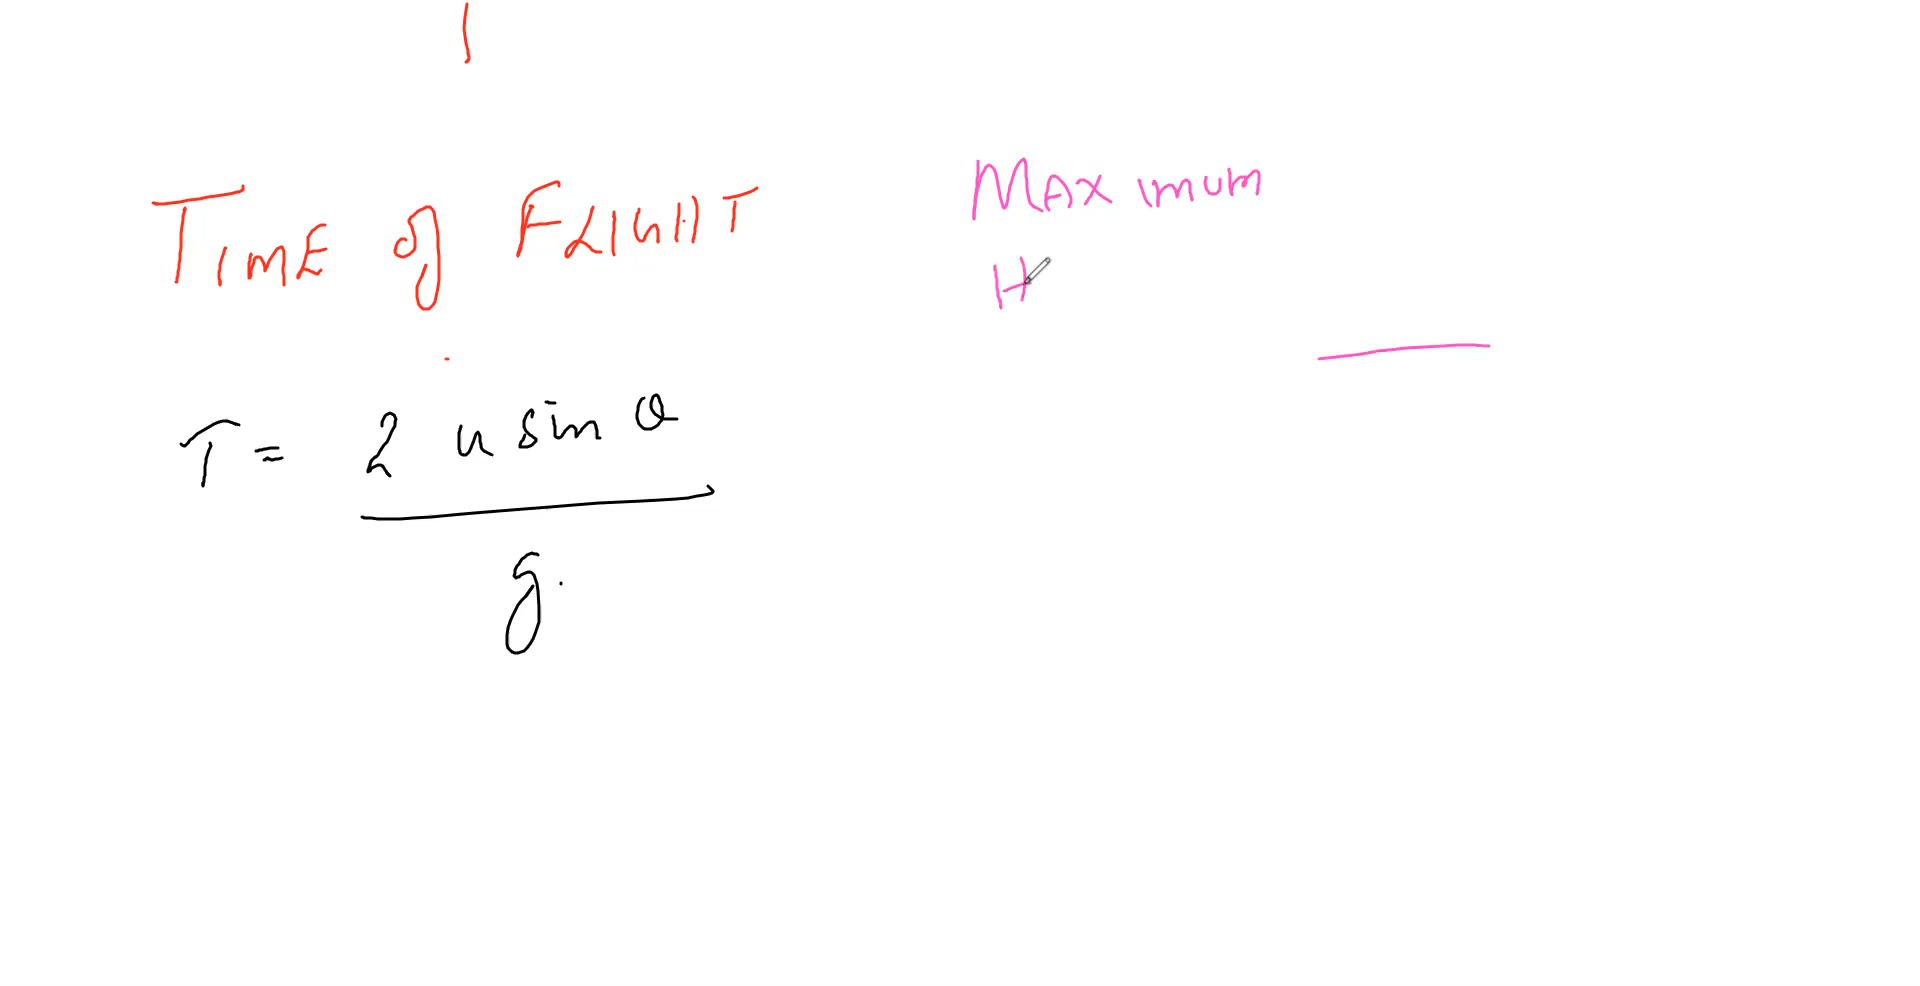 TIME of FLIGHT
T = 2 u sin θ
g.
MAXIMUM
H